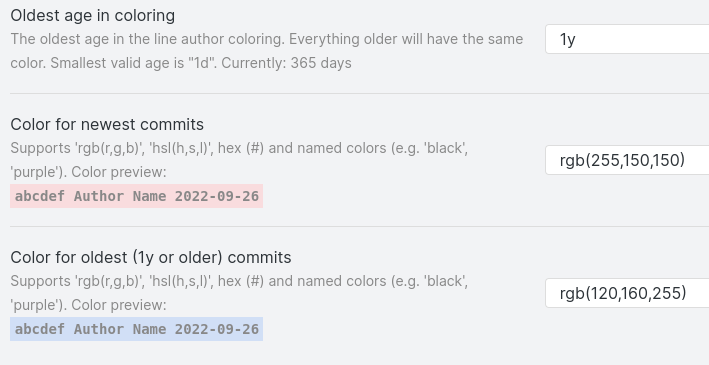 Oldest age in coloring
The oldest age in the line author coloring. Everything older will have the same
color. Smallest valid age is "1d". Currently: 365 days
1y
Color for newest commits
Supports 'rgb(r,g,b)', 'hsl(h,s,l)', hex (#) and named colors (e.g. 'black',
'purple'). Color preview:
abcdef Author Name 2022-09-26
rgb(255,150,150)
Color for oldest (1y or older) commits
Supports 'rgb(r,g,b)', 'hsl(h,s,l)', hex (#) and named colors (e.g. 'black',
'purple'). Color preview:
abcdef Author Name 2022-09-26
rgb(120,160,255)